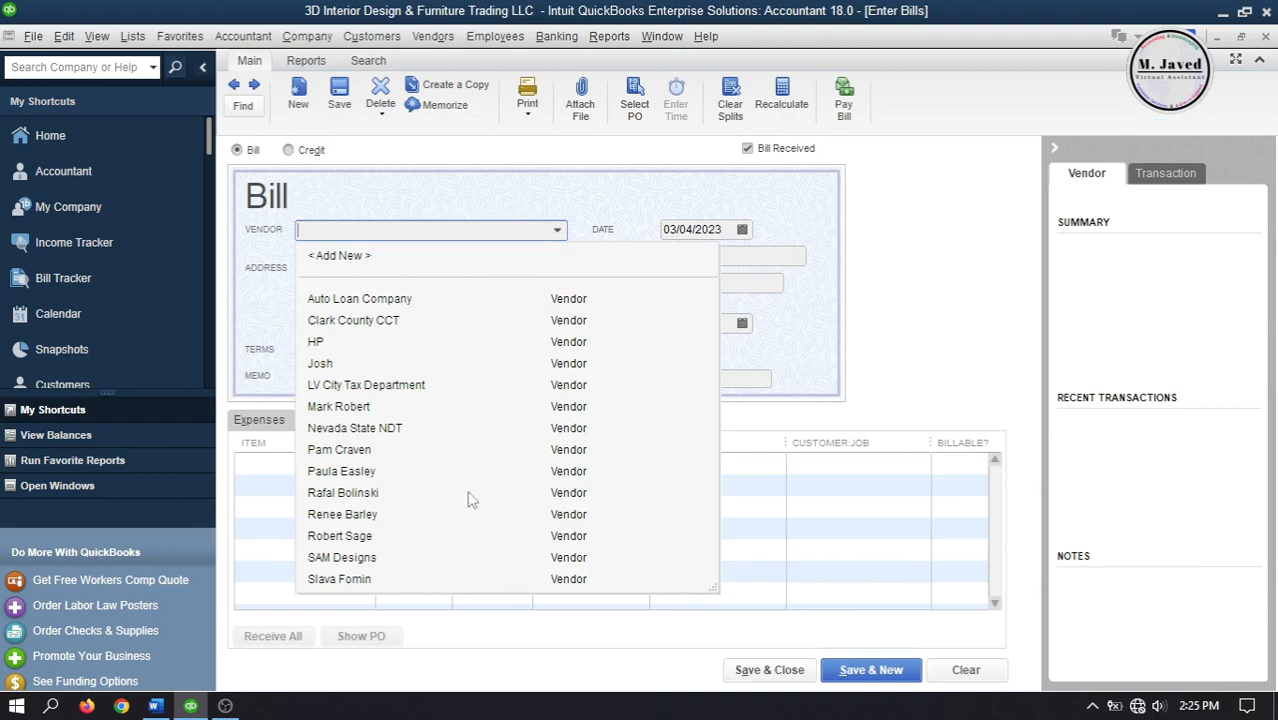 3D Interior Design & Furniture Trading LLC - Intuit QuickBooks Enterprise Solutions: Accountant 18.0 - [Enter Bills]
File Edit View Lists Favorites Accountant Company Customers Vendors Employees Banking Reports Window Help
Search Company or Help
Main Reports Search
M. Javed
Virtual Assistant
Find New Save Delete Create a Copy Memorize Print Attach File Select PO Enter Time Clear Splits Recalculate Pay Bill
My Shortcuts
Home
Accountant
My Company
Income Tracker
Bill Tracker
Calendar
Snapshots
Customers
My Shortcuts
View Balances
Run Favorite Reports
Open Windows
Do More With QuickBooks
Get Free Workers Comp Quote
Order Labor Law Posters
Order Checks & Supplies
Promote Your Business
See Funding Options
Bill Credit Bill Received
Bill
VENDOR DATE 03/04/2023
ADDRESS
TERMS
MEMO
< Add New >
Auto Loan Company Vendor
Clark County CCT Vendor
HP Vendor
Josh Vendor
LV City Tax Department Vendor
Mark Robert Vendor
Nevada State NDT Vendor
Pam Craven Vendor
Paula Easley Vendor
Rafal Bolinski Vendor
Renee Barley Vendor
Robert Sage Vendor
SAM Designs Vendor
Slava Fomin Vendor
Expenses
ITEM CUSTOMER:JOB BILLABLE?
Receive All Show PO
Save & Close Save & New Clear
Vendor Transaction
SUMMARY
RECENT TRANSACTIONS
NOTES
2:25 PM